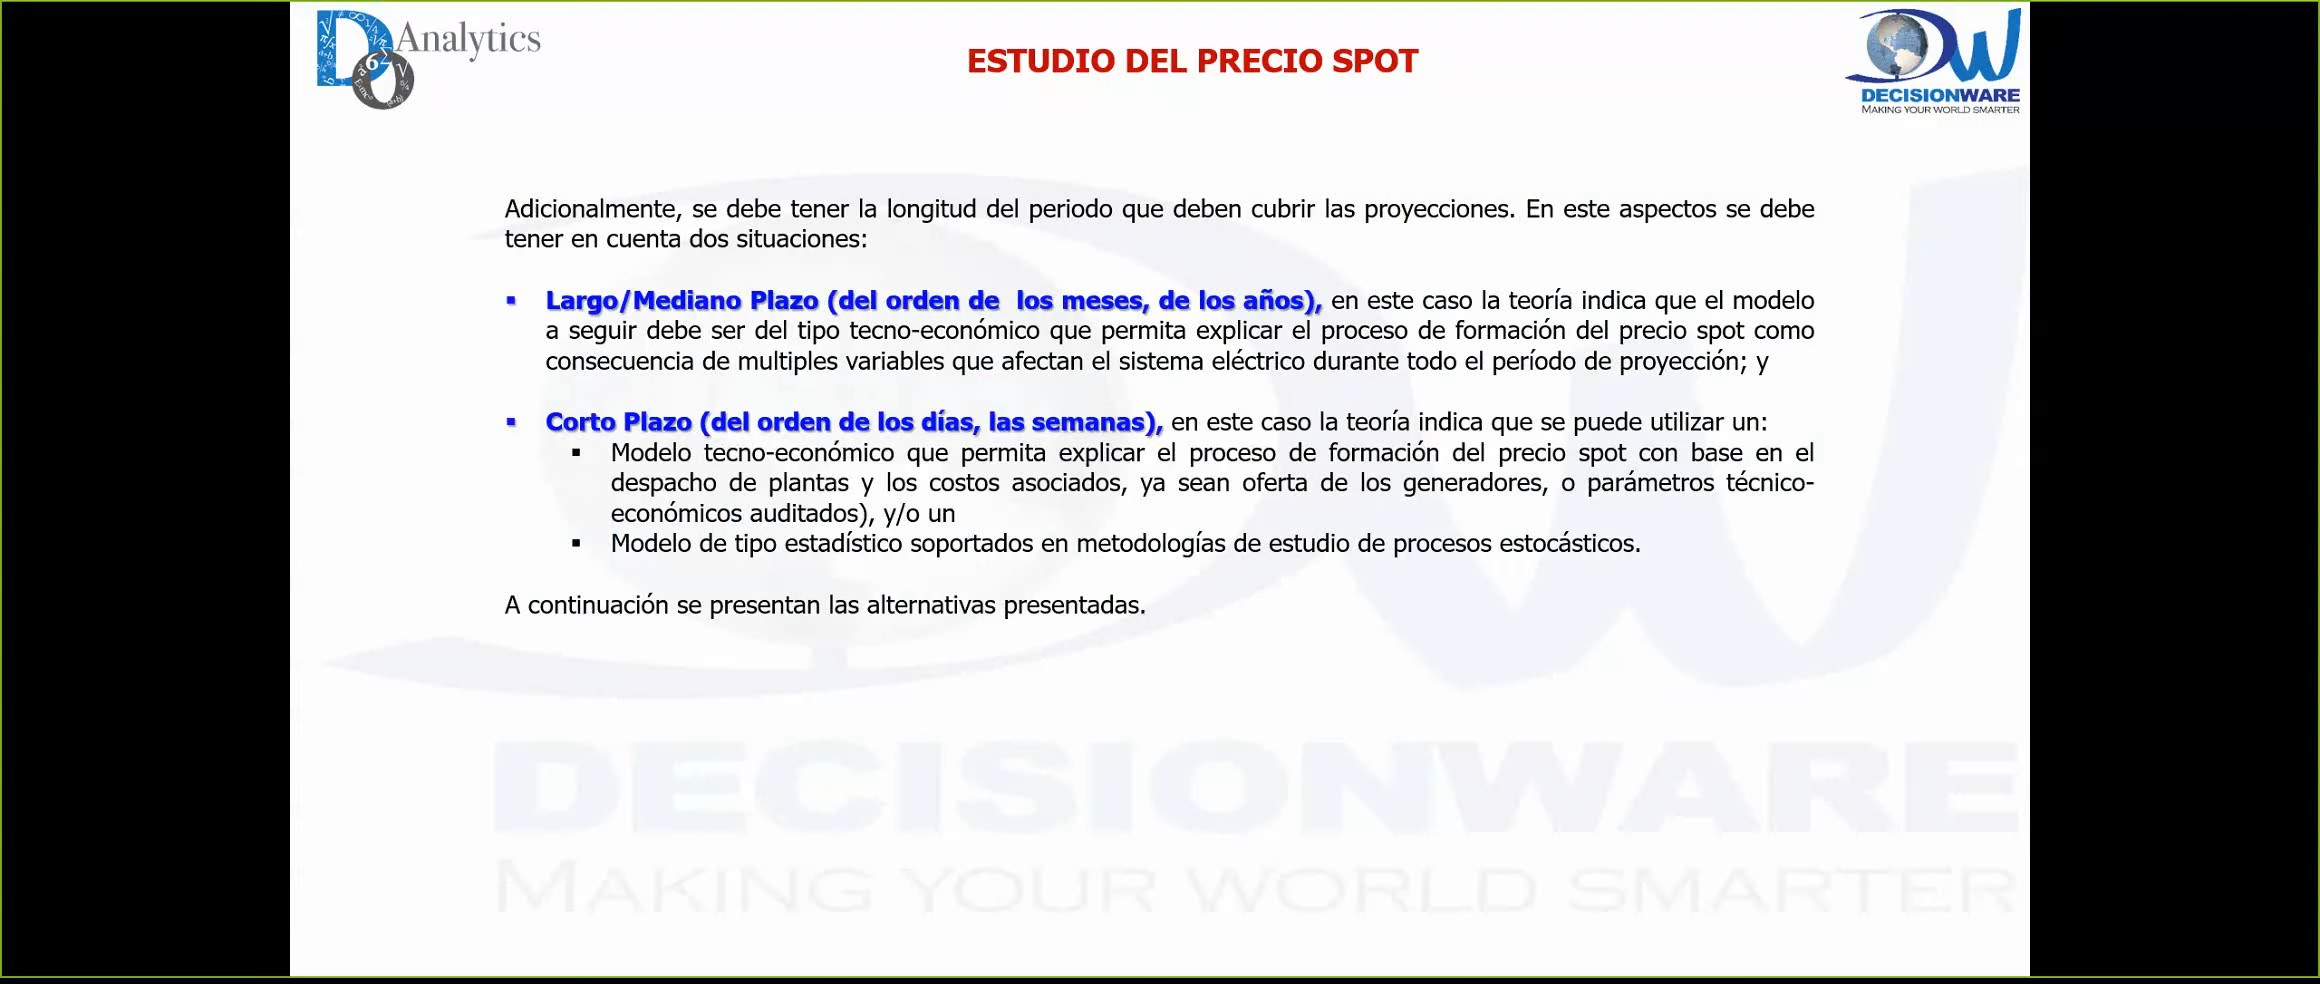 Analytics
ESTUDIO DEL PRECIO SPOT
DECISIONWARE
MAKING YOUR WORLD SMARTER
Adicionalmente, se debe tener la longitud del periodo que deben cubrir las proyecciones. En este aspectos se debe
tener en cuenta dos situaciones:
▪ Largo/Mediano Plazo (del orden de los meses, de los años), en este caso la teoría indica que el modelo
a seguir debe ser del tipo tecno-económico que permita explicar el proceso de formación del precio spot como
consecuencia de multiples variables que afectan el sistema eléctrico durante todo el período de proyección; y
▪ Corto Plazo (del orden de los días, las semanas), en este caso la teoría indica que se puede utilizar un:
▪ Modelo tecno-económico que permita explicar el proceso de formación del precio spot con base en el
despacho de plantas y los costos asociados, ya sean oferta de los generadores, o parámetros técnico-
económicos auditados), y/o un
▪ Modelo de tipo estadístico soportados en metodologías de estudio de procesos estocásticos.
A continuación se presentan las alternativas presentadas.
DECISIONWARE
MAKING YOUR WORLD SMARTER